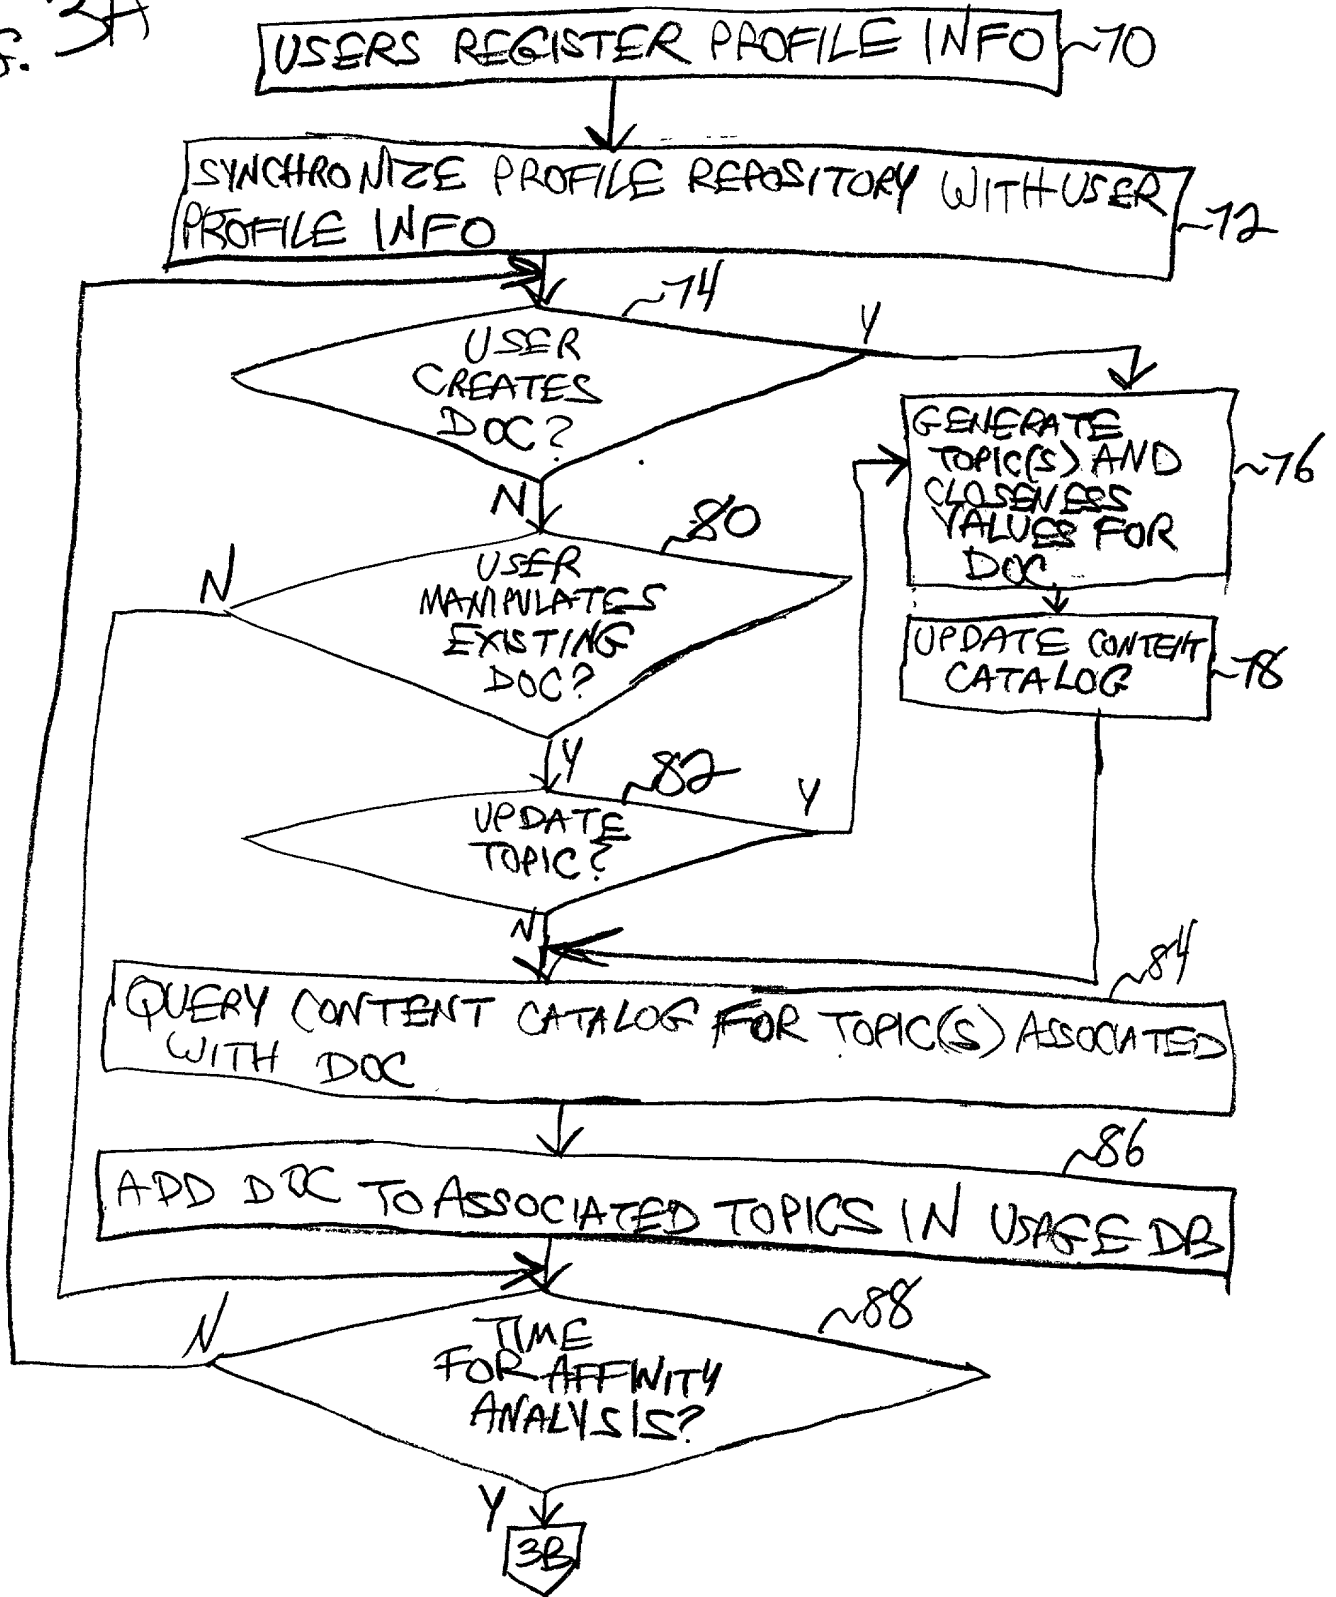 G. 3A
USERS REGISTER PROFILE INFO
70
SYNCHRONIZE PROFILE REPOSITORY WITH USER
PROFILE INFO
72
74
USER
CREATES
DOC?
Y
N
GENERATE
TOPIC(S) AND
CLOSENESS
VALUES FOR
DOC
76
80
USER
MANIPULATES
EXISTING
DOC?
N
Y
UPDATE CONTENT
CATALOG
78
82
UPDATE
TOPIC?
Y
N
84
QUERY CONTENT CATALOG FOR TOPIC(S) ASSOCIATED
WITH DOC
86
ADD DOC TO ASSOCIATED TOPICS IN USAGE DB
88
TIME
FOR AFFINITY
ANALYSIS?
N
Y
3B